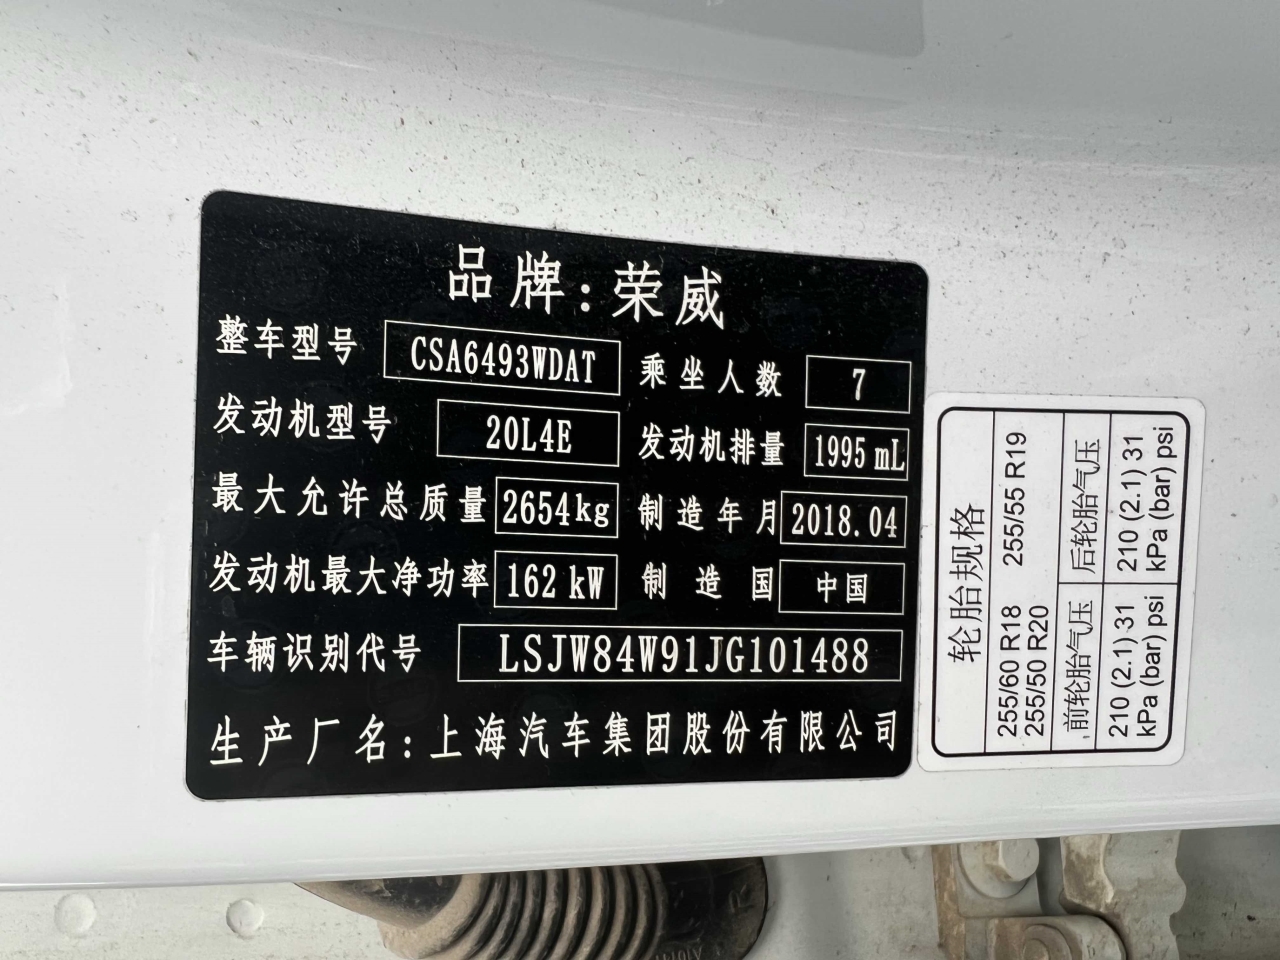 品牌:荣威
整车型号 CSA6493WDAT 乘坐人数 7
发动机型号 20L4E 发动机排量 1995 mL
最大允许总质量 2654kg 制造年月 2018.04
发动机最大净功率 162 kW 制造国 中国
车辆识别代号 LSJW84W91JG101488
生产厂名:上海汽车集团股份有限公司
轮胎规格
255/60 R18 255/55 R19
255/50 R20
前轮胎气压 后轮胎气压
210 (2.1) 31 210 (2.1) 31
kPa (bar) psi kPa (bar) psi